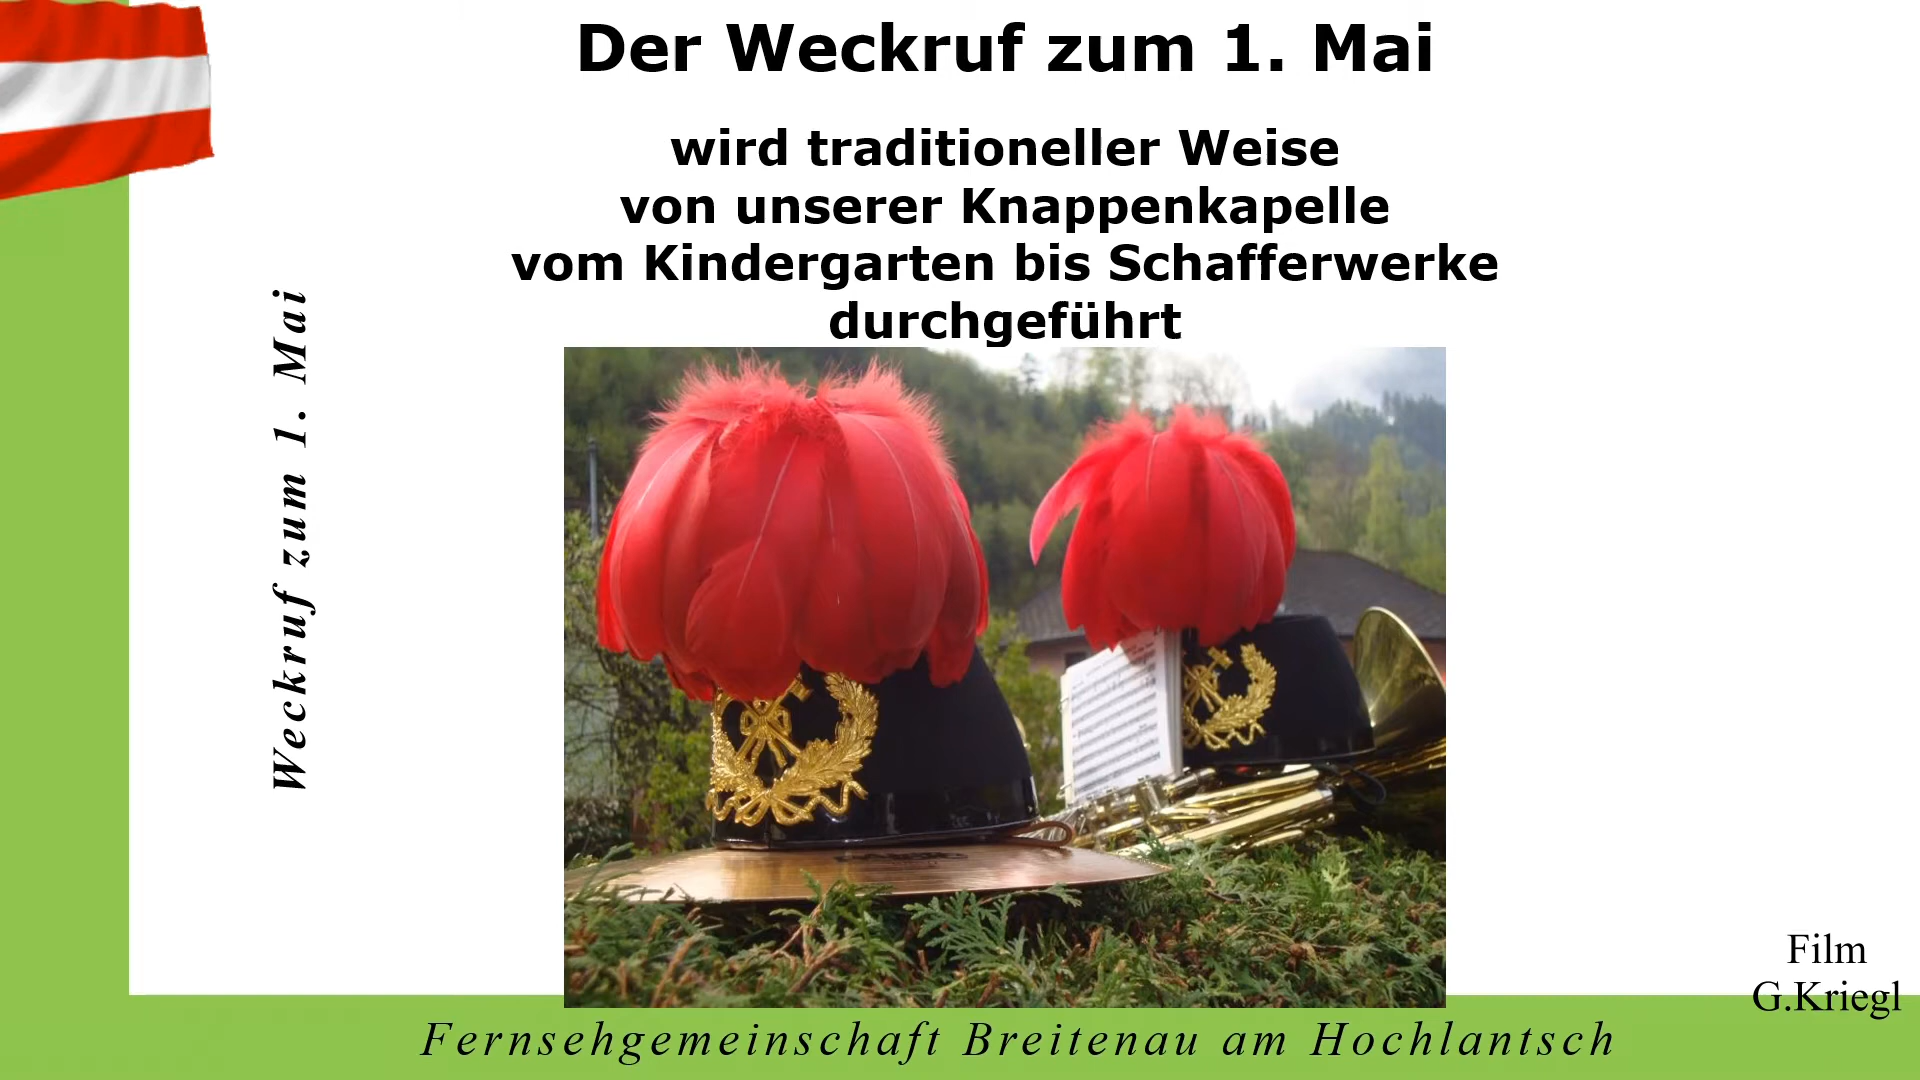 Der Weckruf zum 1. Mai
wird traditioneller Weise
von unserer Knappenkapelle
vom Kindergarten bis Schafferwerke
durchgeführt
Weckruf zum 1. Mai
Film
G.Kriegl
Fernsehgemeinschaft Breitenau am Hochlantsch